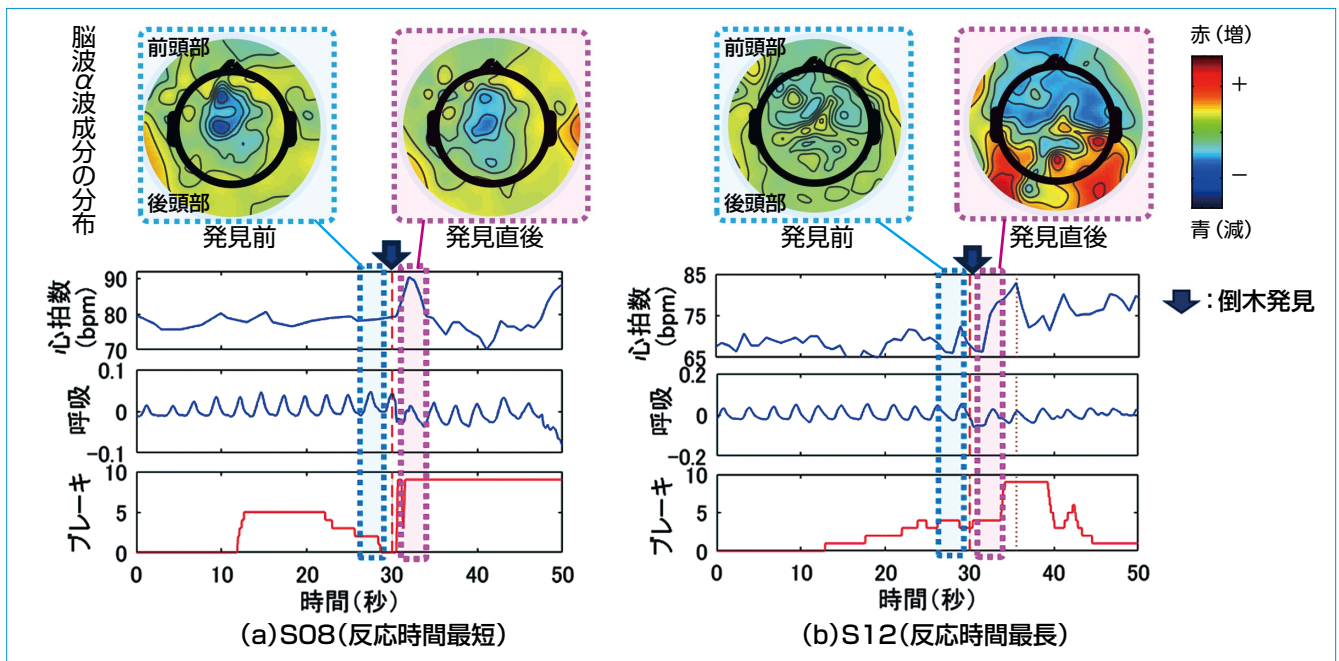 脳波α波成分の分布
前頭部
後頭部
発見前
発見直後
前頭部
後頭部
発見前
発見直後
赤(増)
+
−
青(減)
:倒木発見
心拍数
(bpm)
90
80
70
呼吸
0.1
0
−0.1
ブレーキ
10
5
0
0 10 20 30 40 50
時間(秒)
(a)S08(反応時間最短)
心拍数
(bpm)
85
75
65
呼吸
0.2
0
−0.2
ブレーキ
10
5
0
0 10 20 30 40 50
時間(秒)
(b)S12(反応時間最長)